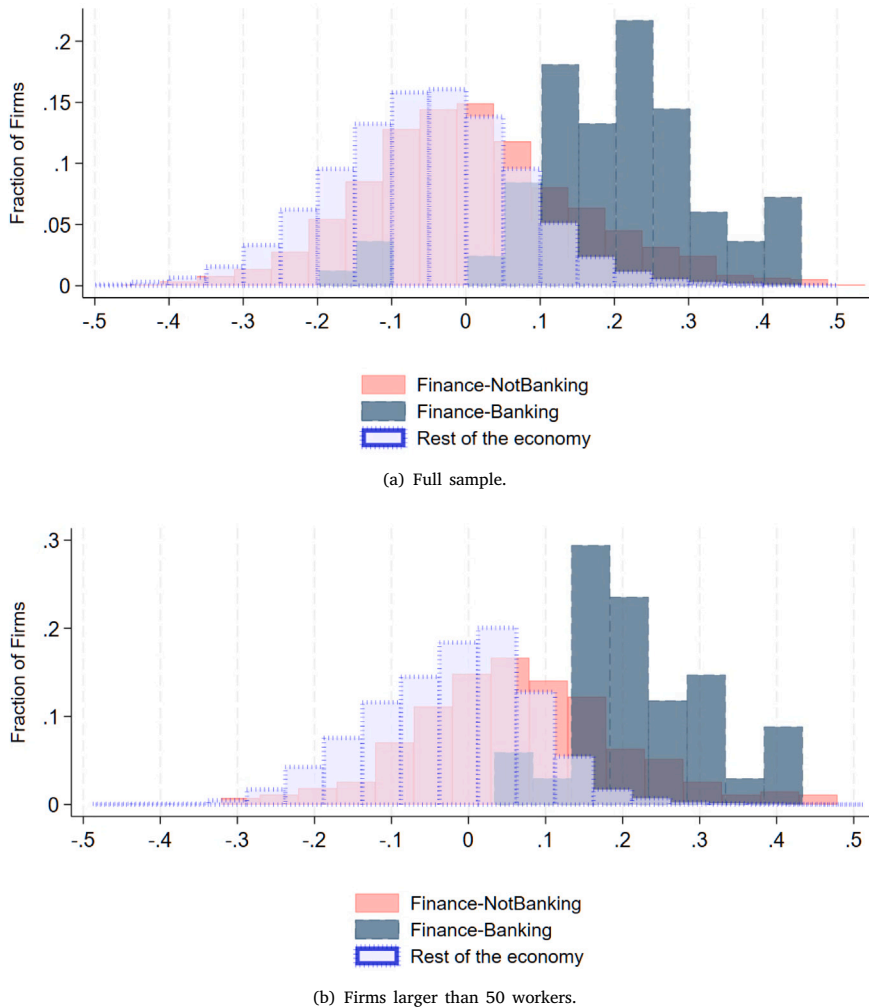 .2
.15
.1
.05
0
Fraction of Firms
-.5 -.4 -.3 -.2 -.1 0 .1 .2 .3 .4 .5
Finance-NotBanking
Finance-Banking
Rest of the economy
(a) Full sample.
.3
.2
.1
0
Fraction of Firms
-.5 -.4 -.3 -.2 -.1 0 .1 .2 .3 .4 .5
Finance-NotBanking
Finance-Banking
Rest of the economy
(b) Firms larger than 50 workers.